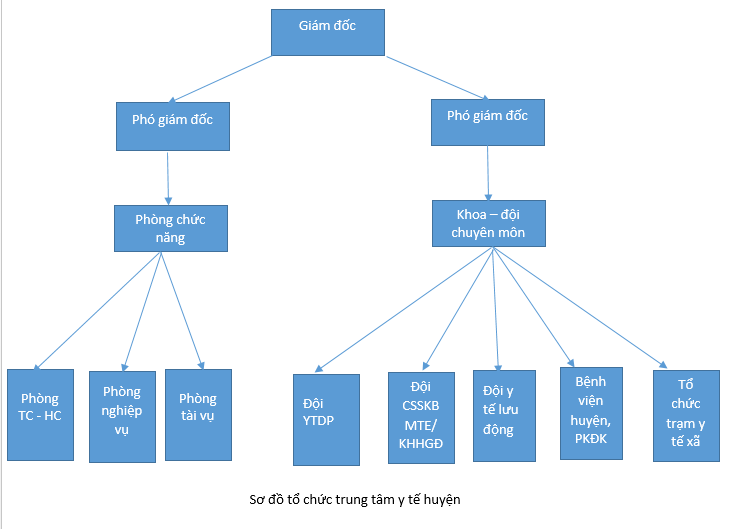 Giám đốc
Phó giám đốc
Phó giám đốc
Phòng chức
năng
Khoa – đội
chuyên môn
Phòng
TC - HC
Phòng
nghiệp
vụ
Phòng
tài vụ
Đội
YTDP
Đội
CSSKB
MTE/
KHHGĐ
Đội y
tế lưu
động
Bệnh
viện
huyện,
PKĐK
Tổ
chức
trạm y
tế xã
Sơ đồ tổ chức trung tâm y tế huyện